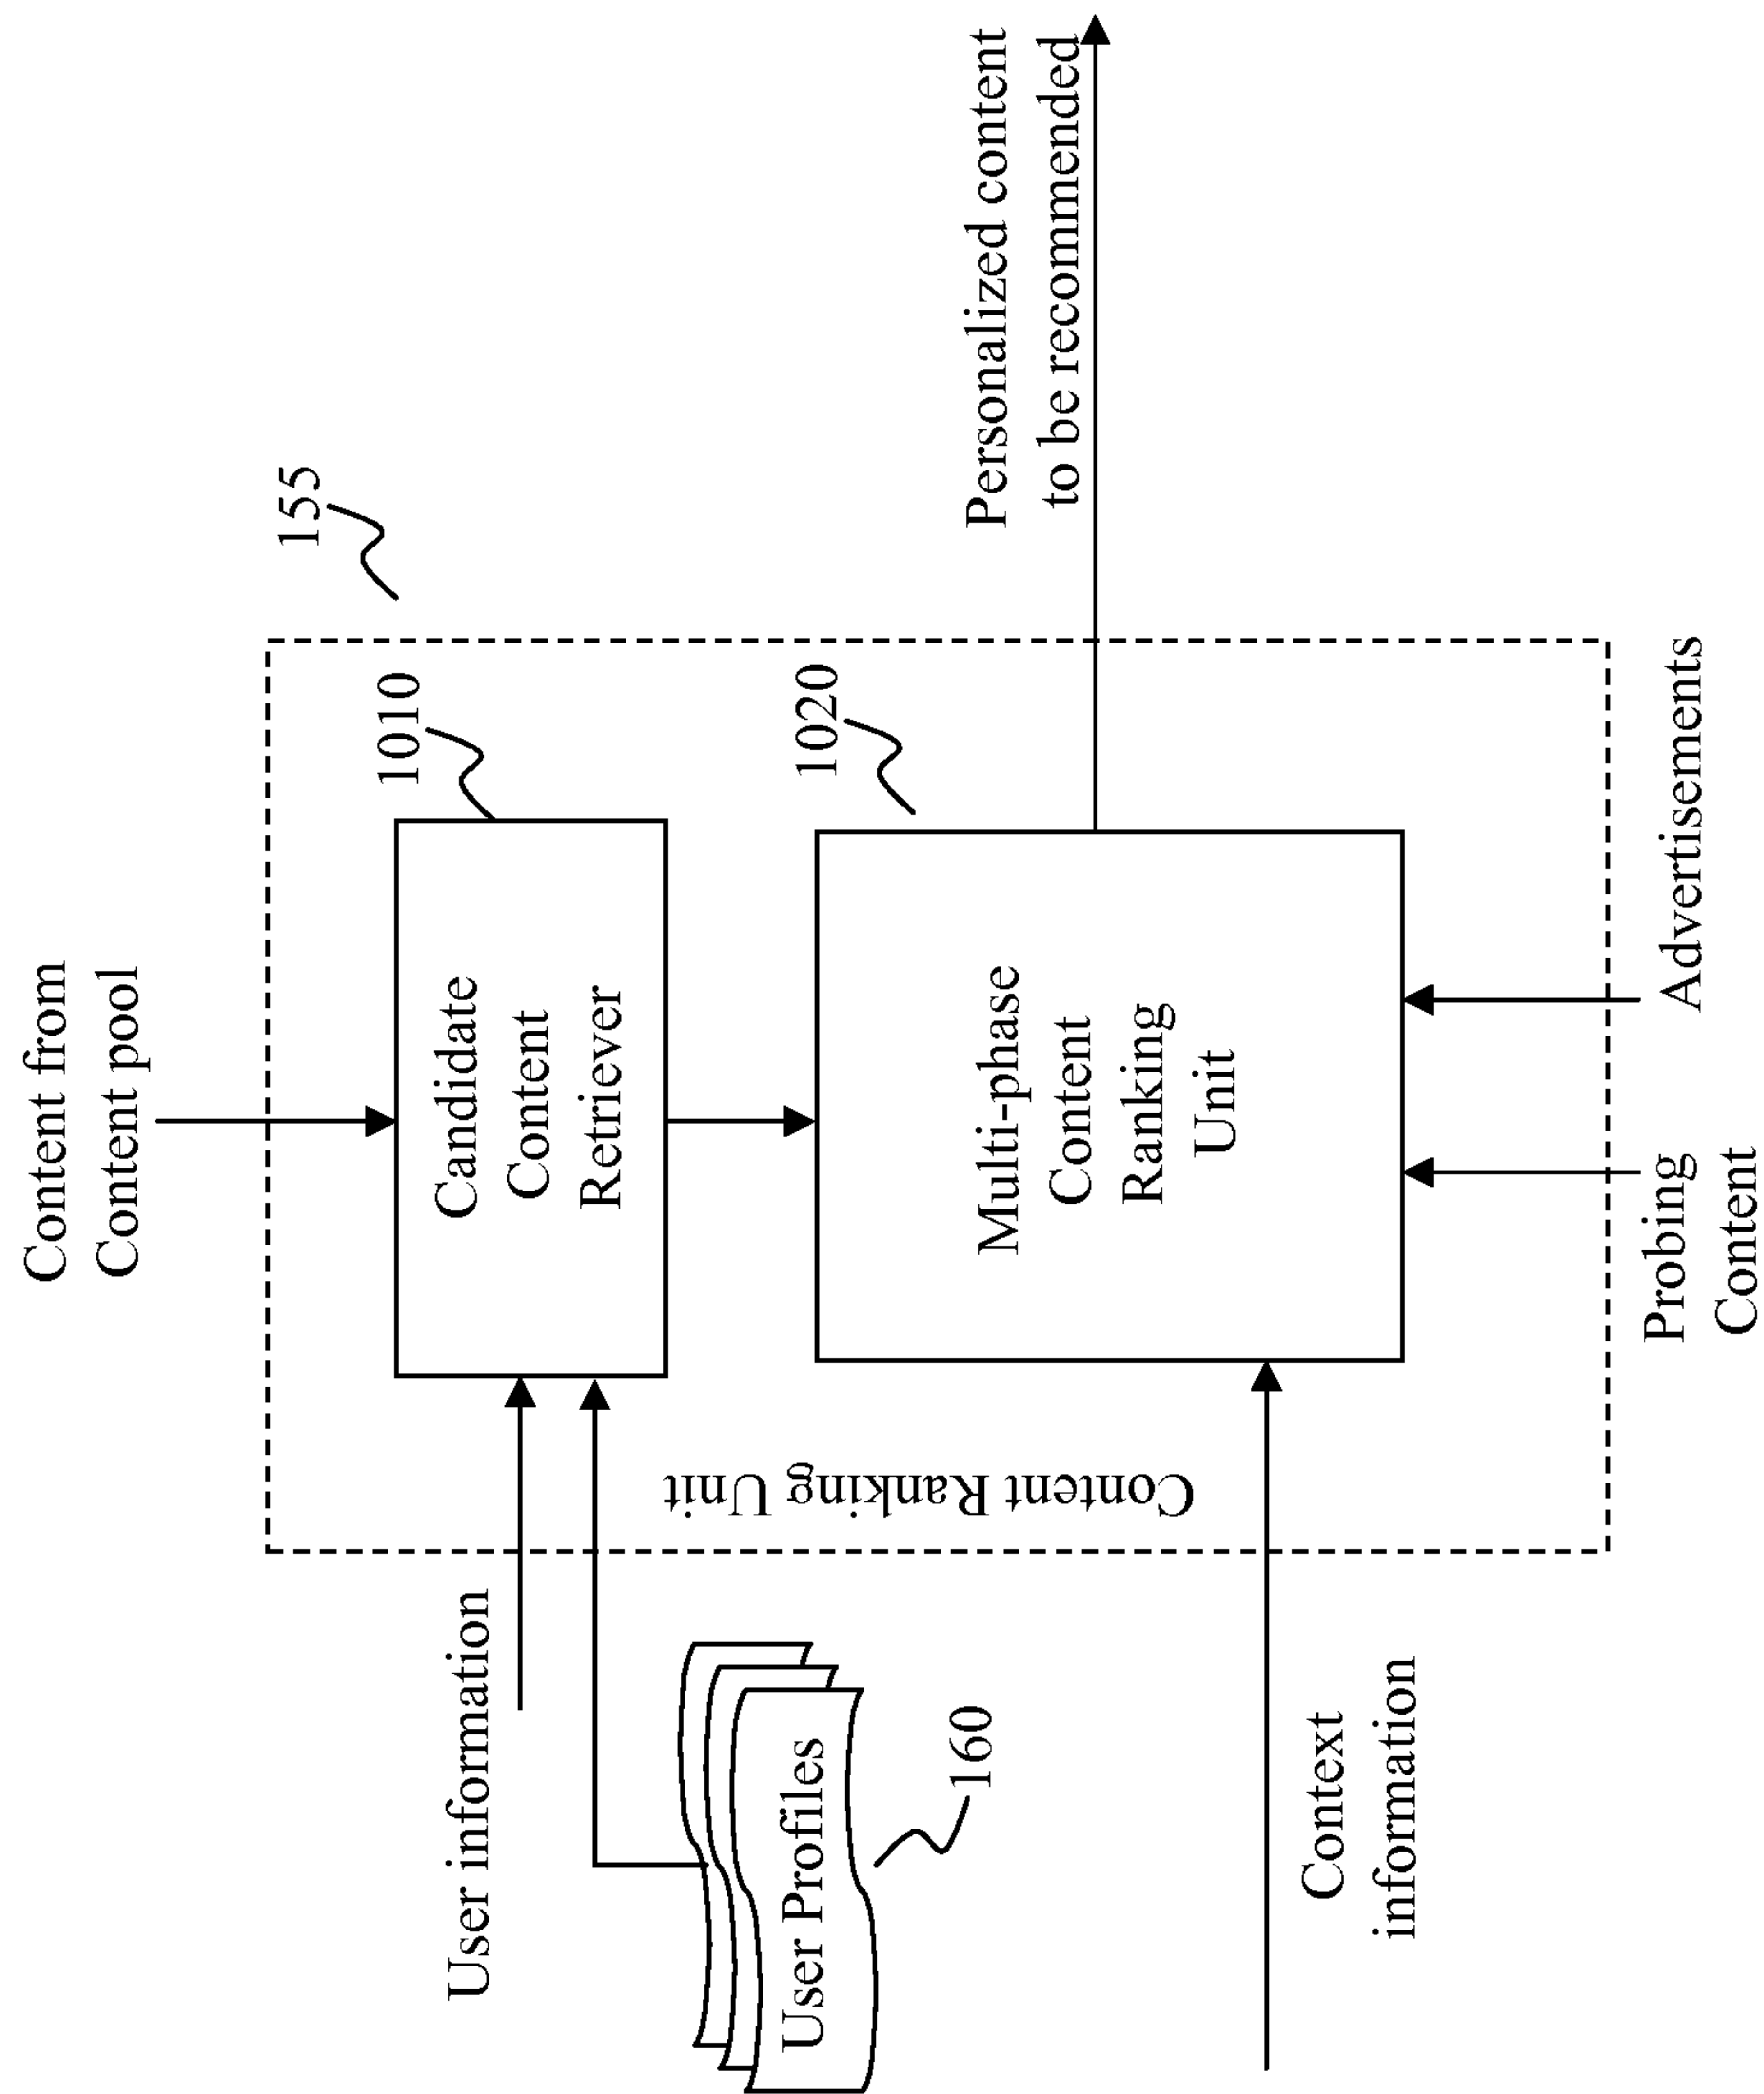 Content from
Content pool
155
1010
User information
Candidate
Content
Retriever
User Profiles
160
Content Ranking Unit
1020
Multi-phase
Content
Ranking
Unit
Personalized content
to be recommended
Context
information
Probing
Content
Advertisements